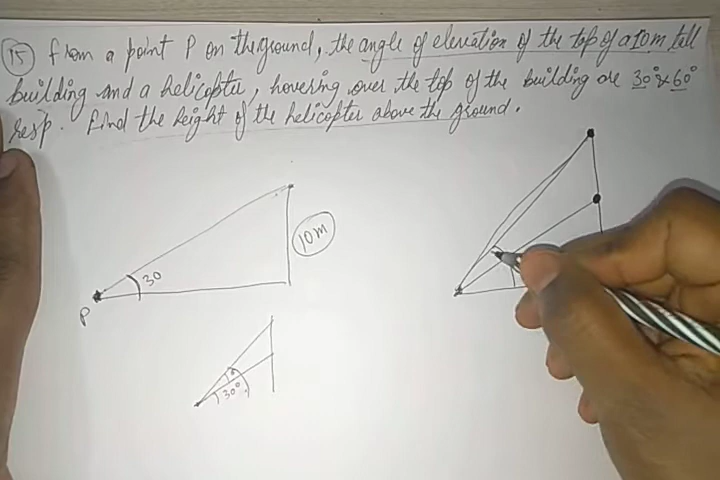 15 from a point P on the ground, the angle of elevation of the top of a 10m tall
building and a helicopter, hovering over the top of the building are 30° & 60°
resp. find the height of the helicopter above the ground.
10m
30
P
30°